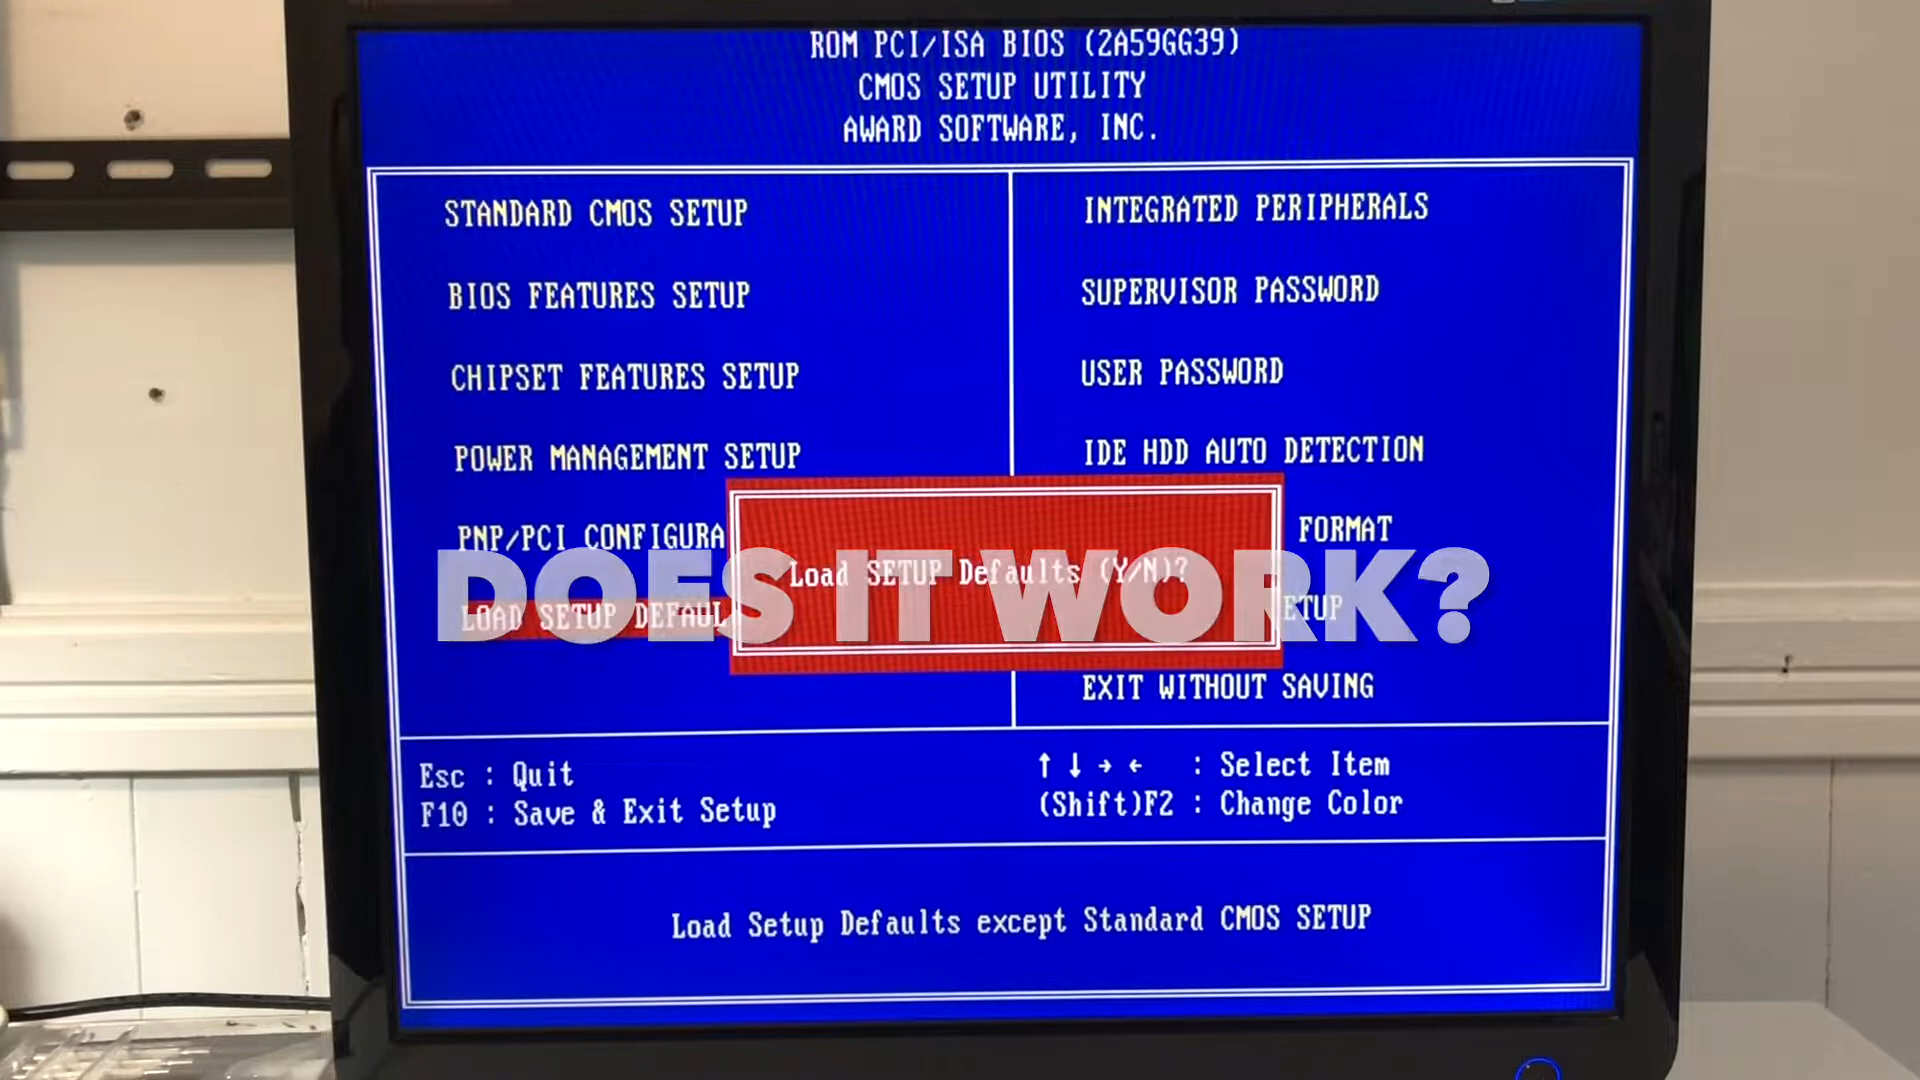 ROM PCI/ISA BIOS (2A59GG39)
CMOS SETUP UTILITY
AWARD SOFTWARE, INC.
STANDARD CMOS SETUP
BIOS FEATURES SETUP
CHIPSET FEATURES SETUP
POWER MANAGEMENT SETUP
PNP/PCI CONFIGURA
LOAD SETUP DEFAUL
INTEGRATED PERIPHERALS
SUPERVISOR PASSWORD
USER PASSWORD
IDE HDD AUTO DETECTION
FORMAT
ETUP
EXIT WITHOUT SAVING
Load SETUP Defaults (Y/N)?
DOES IT WORK?
Esc : Quit
F10 : Save & Exit Setup
↑ ↓ → ← : Select Item
(Shift)F2 : Change Color
Load Setup Defaults except Standard CMOS SETUP